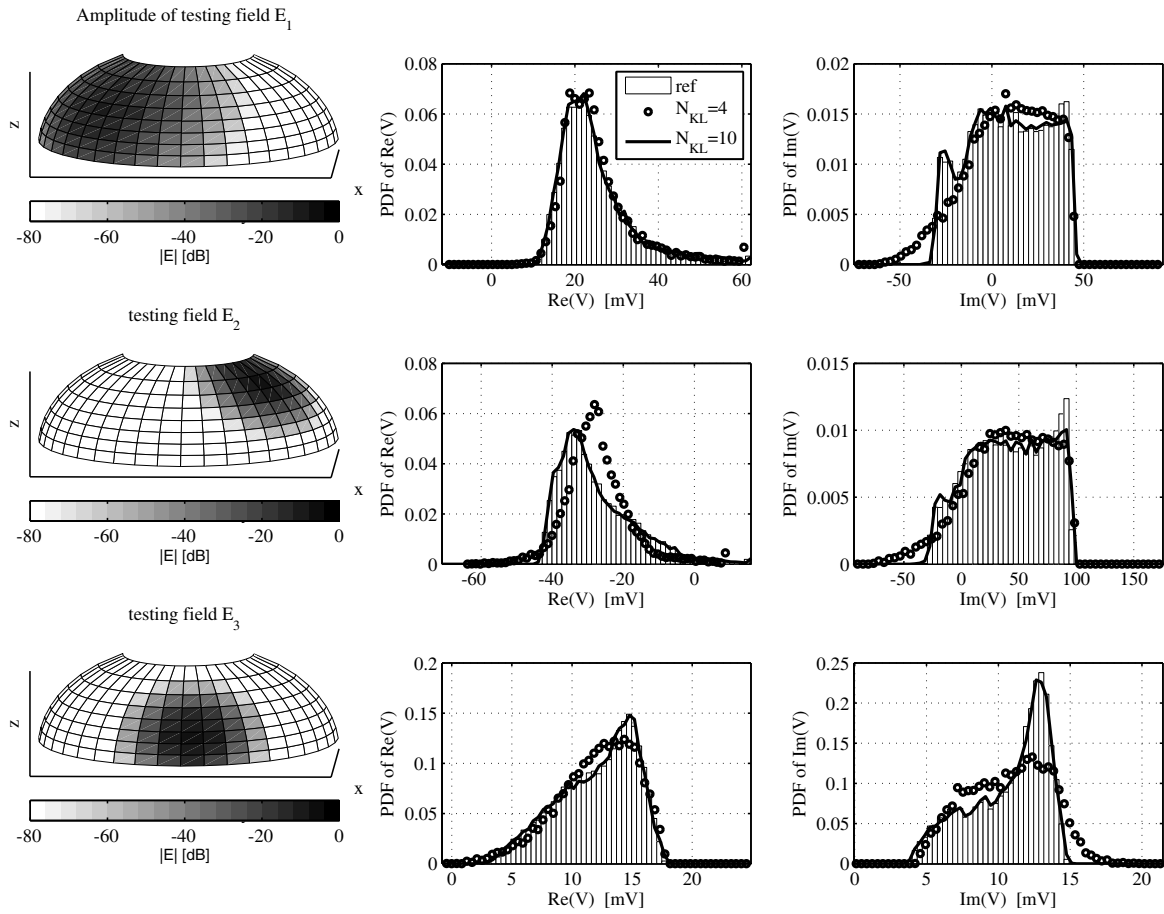 Amplitude of testing field E_1
z
x
-80 -60 -40 -20 0
|E| [dB]
PDF of Re(V)
0.08
0.06
0.04
0.02
0
0 20 40 60
Re(V) [mV]
ref
N_KL=4
N_KL=10
PDF of Im(V)
0.02
0.015
0.01
0.005
0
-50 0 50
Im(V) [mV]
testing field E_2
z
x
-80 -60 -40 -20 0
|E| [dB]
PDF of Re(V)
0.08
0.06
0.04
0.02
0
-60 -40 -20 0
Re(V) [mV]
PDF of Im(V)
0.015
0.01
0.005
0
-50 0 50 100 150
Im(V) [mV]
testing field E_3
z
x
-80 -60 -40 -20 0
|E| [dB]
PDF of Re(V)
0.2
0.15
0.1
0.05
0
0 5 10 15 20
Re(V) [mV]
PDF of Im(V)
0.25
0.2
0.15
0.1
0.05
0
0 5 10 15 20
Im(V) [mV]